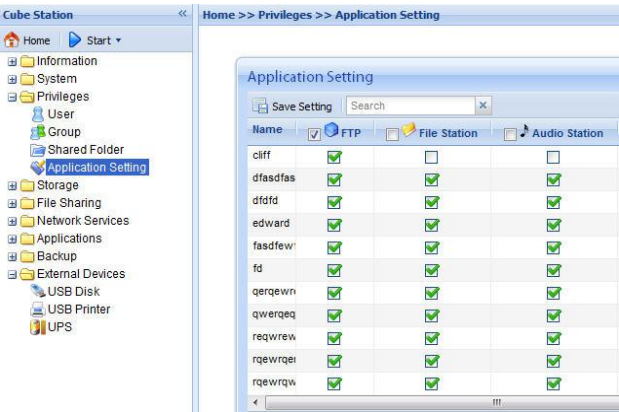 Cube Station
Home >> Privileges >> Application Setting
Home Start
Information
System
Privileges
User
Group
Shared Folder
Application Setting
Storage
File Sharing
Network Services
Applications
Backup
External Devices
USB Disk
USB Printer
UPS
Application Setting
Save Setting Search
Name FTP File Station Audio Station
cliff
dfasdfas
dfdfd
edward
fasdfew
fd
qerqewr
qwerqeq
reqwrew
rqewrqe
rqewrqw